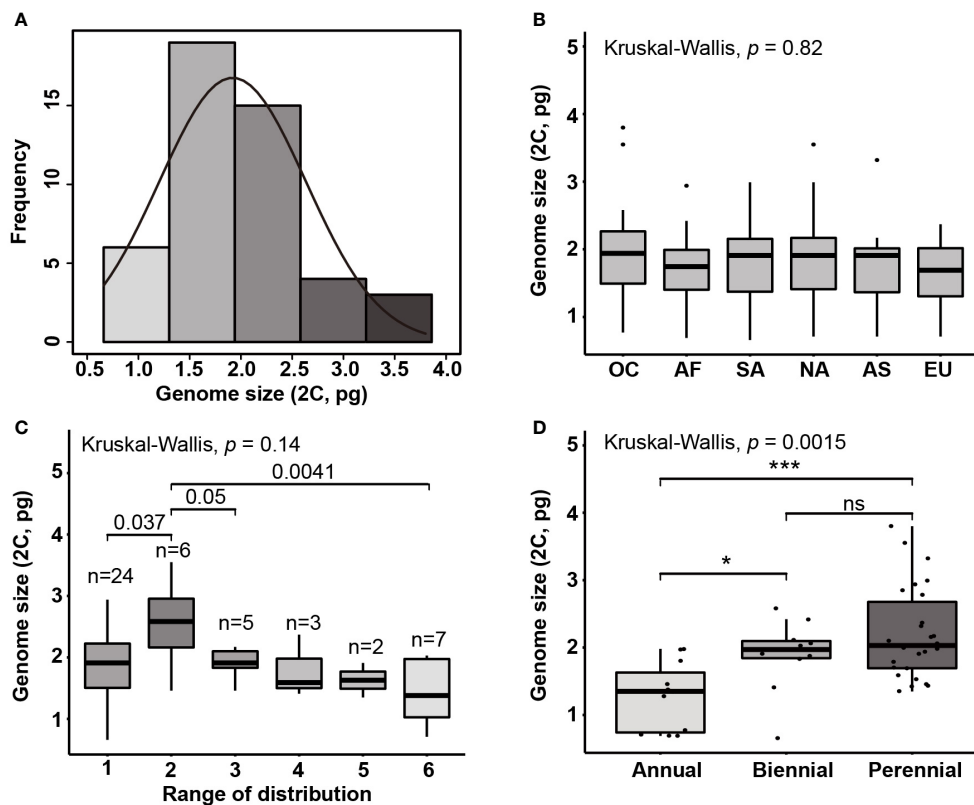 A
Frequency
15
10
5
0
0.5 1.0 1.5 2.0 2.5 3.0 3.5 4.0
Genome size (2C, pg)
B
Kruskal-Wallis, p = 0.82
Genome size (2C, pg)
5
4
3
2
1
OC AF SA NA AS EU
C
Kruskal-Wallis, p = 0.14
0.0041
0.05
0.037
n=6
n=24
n=5
n=3
n=2
n=7
Genome size (2C, pg)
5
4
3
2
1
1 2 3 4 5 6
Range of distribution
D
Kruskal-Wallis, p = 0.0015
***
ns
*
Genome size (2C, pg)
5
4
3
2
1
Annual Biennial Perennial